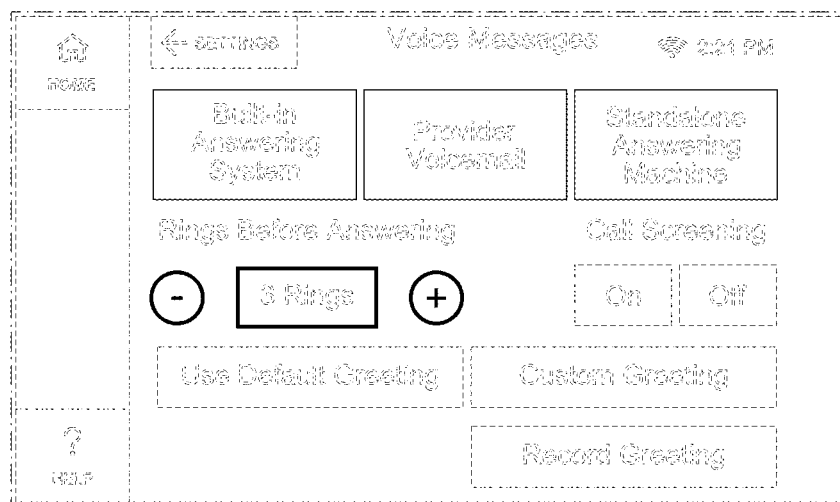 ← SETTINGS Voice Messages 2:21 PM
HOME
Built-in
Answering
System
Provider
Voicemail
Standalone
Answering
Machine
Rings Before Answering
Call Screening
- 3 Rings +
On Off
Use Default Greeting Custom Greeting
?
HELP
Record Greeting